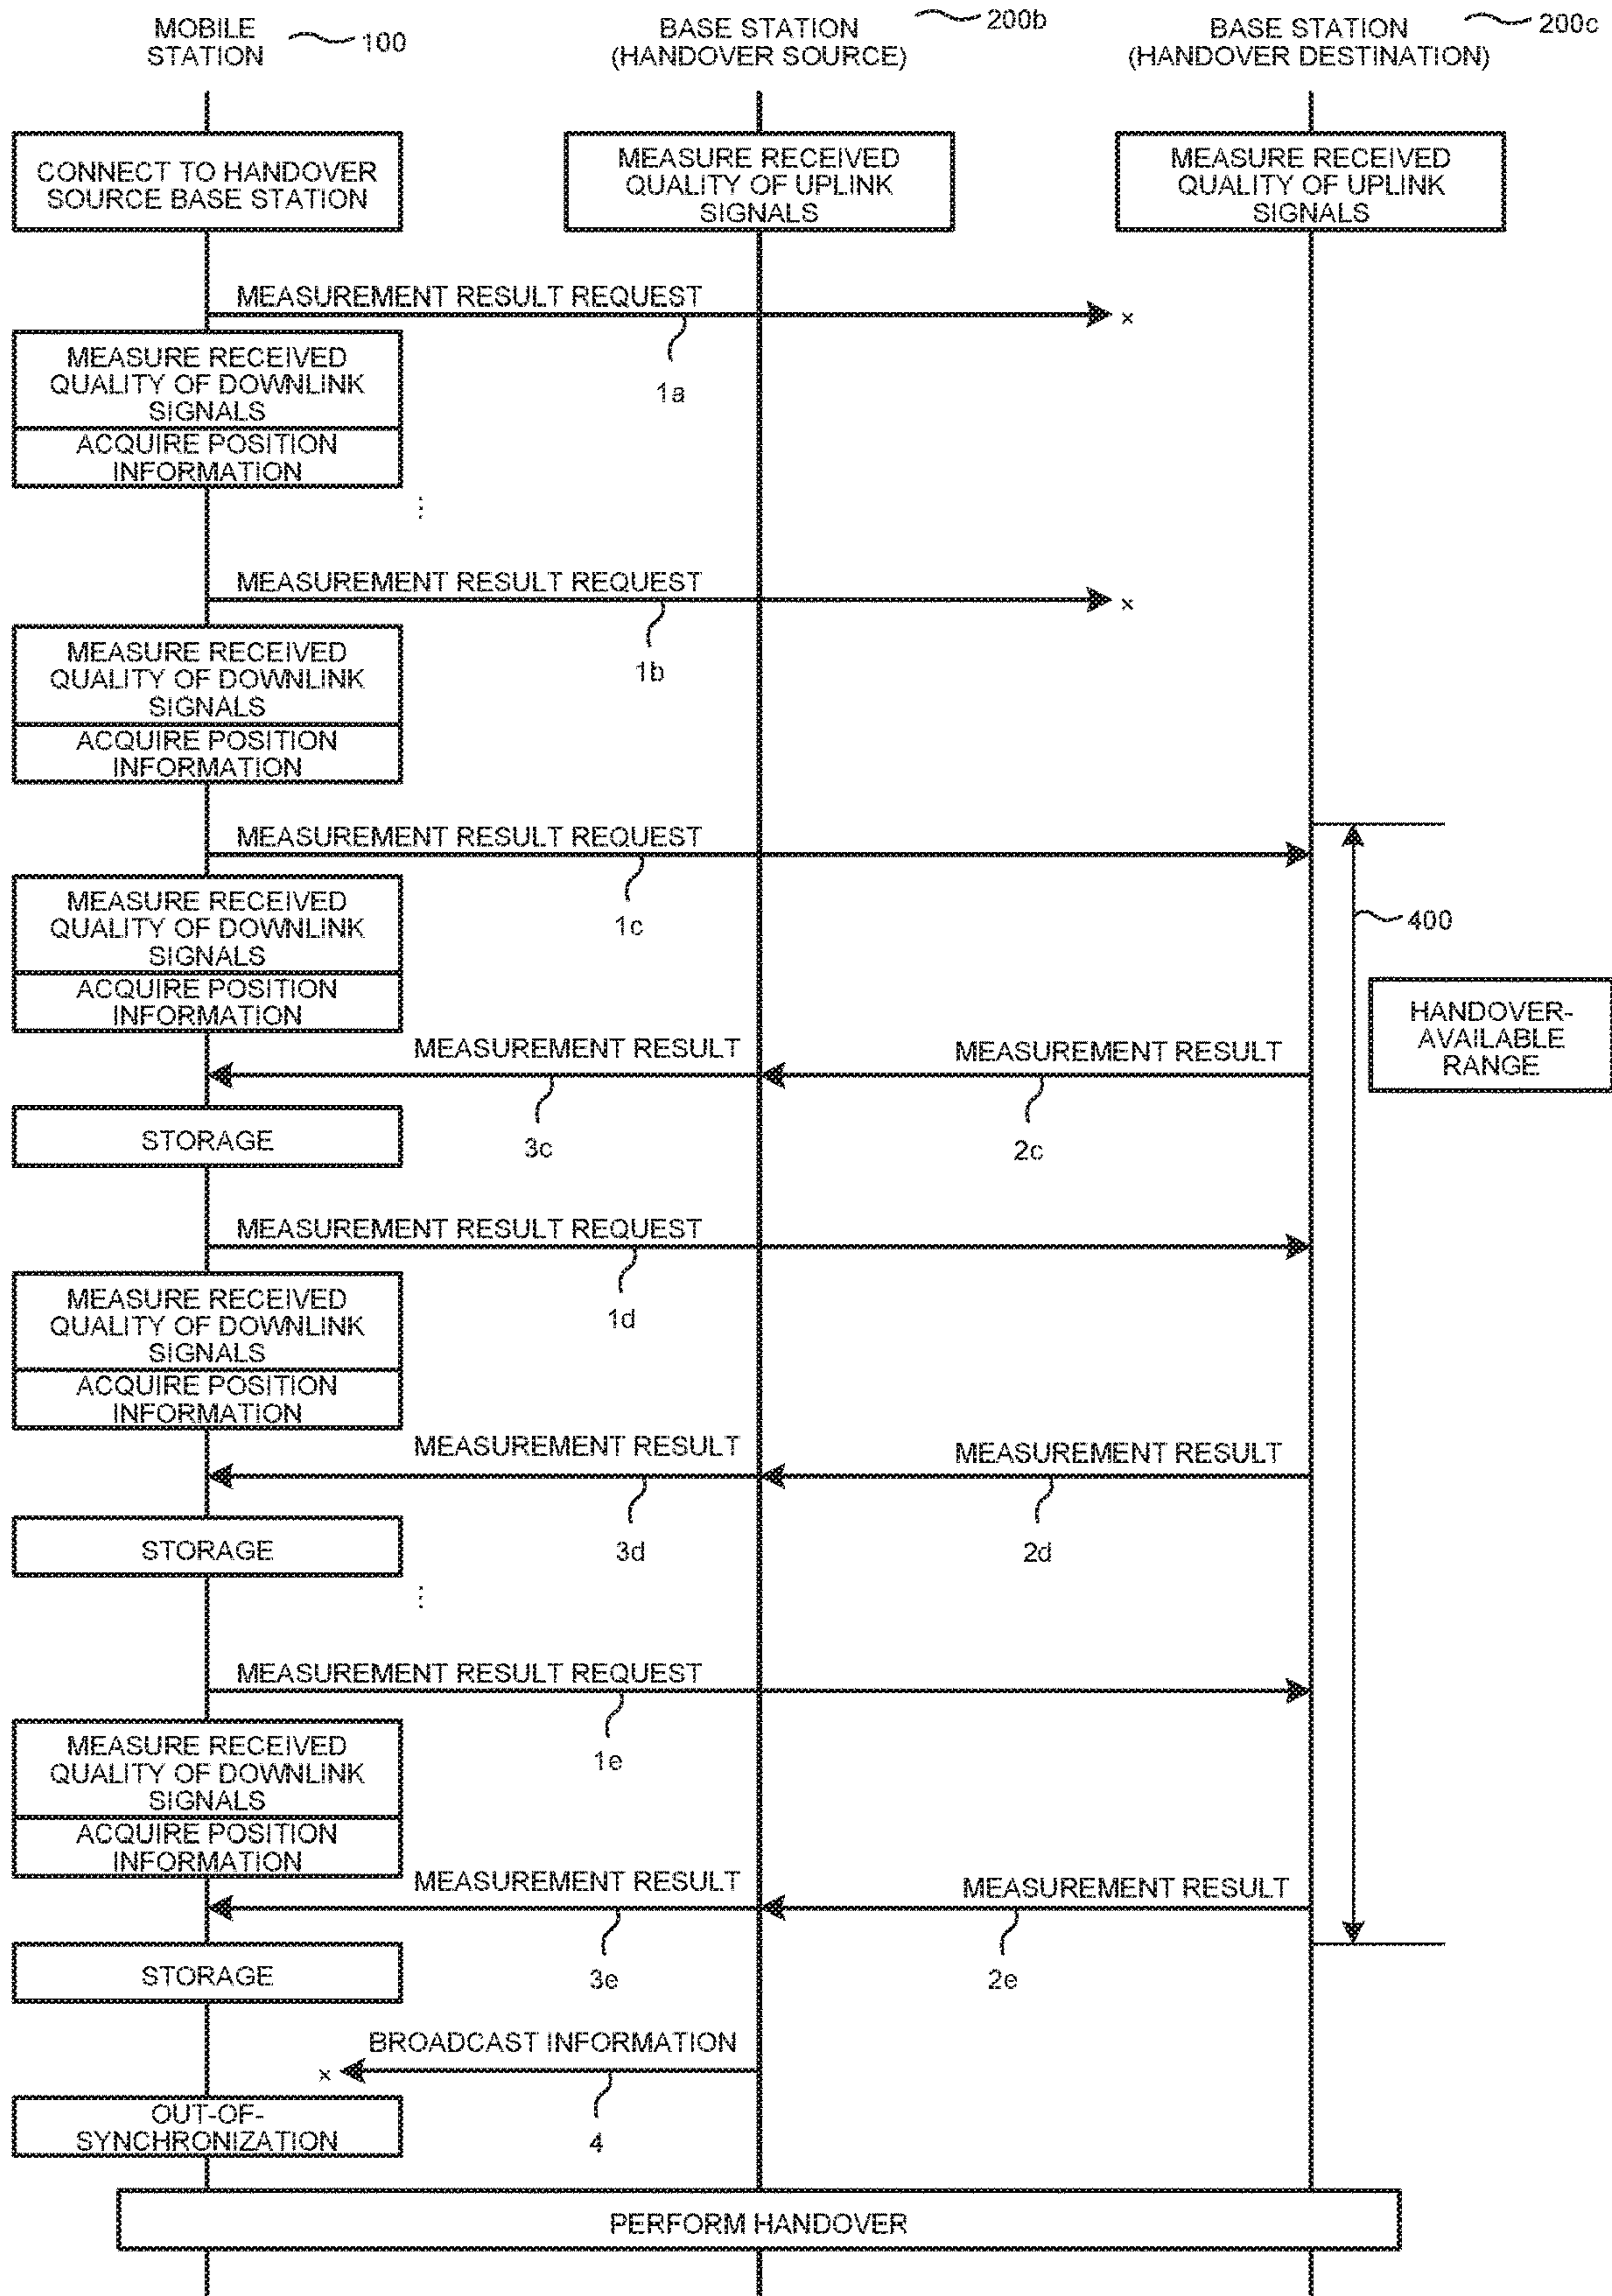 MOBILE
STATION
100
BASE STATION
(HANDOVER SOURCE)
200b
BASE STATION
(HANDOVER DESTINATION)
200c
CONNECT TO HANDOVER
SOURCE BASE STATION
MEASURE RECEIVED
QUALITY OF UPLINK
SIGNALS
MEASURE RECEIVED
QUALITY OF UPLINK
SIGNALS
MEASUREMENT RESULT REQUEST
x
1a
MEASURE RECEIVED
QUALITY OF DOWNLINK
SIGNALS
ACQUIRE POSITION
INFORMATION
⋮
MEASUREMENT RESULT REQUEST
x
1b
MEASURE RECEIVED
QUALITY OF DOWNLINK
SIGNALS
ACQUIRE POSITION
INFORMATION
MEASUREMENT RESULT REQUEST
1c
MEASURE RECEIVED
QUALITY OF DOWNLINK
SIGNALS
ACQUIRE POSITION
INFORMATION
400
HANDOVER-
AVAILABLE
RANGE
MEASUREMENT RESULT
MEASUREMENT RESULT
3c
2c
STORAGE
MEASUREMENT RESULT REQUEST
1d
MEASURE RECEIVED
QUALITY OF DOWNLINK
SIGNALS
ACQUIRE POSITION
INFORMATION
MEASUREMENT RESULT
MEASUREMENT RESULT
3d
2d
STORAGE
⋮
MEASUREMENT RESULT REQUEST
1e
MEASURE RECEIVED
QUALITY OF DOWNLINK
SIGNALS
ACQUIRE POSITION
INFORMATION
MEASUREMENT RESULT
MEASUREMENT RESULT
3e
2e
STORAGE
BROADCAST INFORMATION
x
4
OUT-OF-
SYNCHRONIZATION
PERFORM HANDOVER